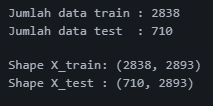 Jumlah data train : 2838
Jumlah data test  : 710
Shape X_train: (2838, 2893)
Shape X_test : (710, 2893)